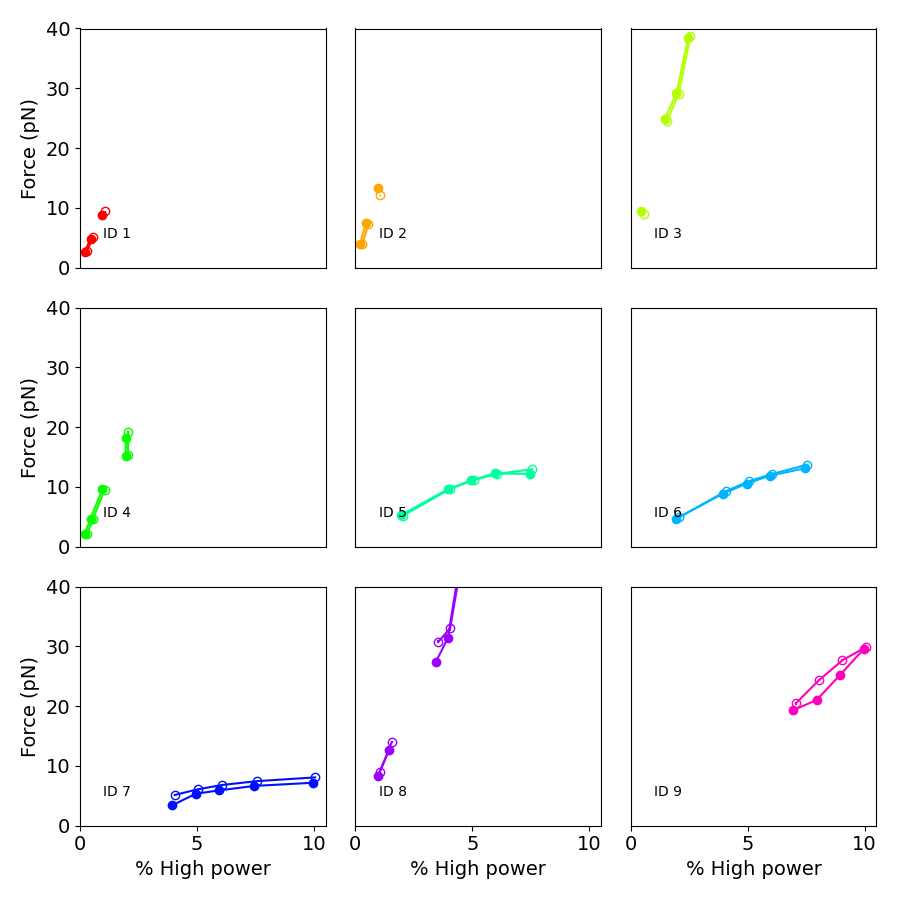 40
30
20
10
0
Force (pN)
ID 1
ID 2
ID 3
40
30
20
10
0
Force (pN)
ID 4
ID 5
ID 6
40
30
20
10
0
Force (pN)
ID 7
ID 8
ID 9
0 5 10
0 5 10
0 5 10
% High power
% High power
% High power